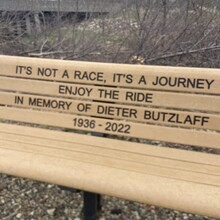 IT'S NOT A RACE, IT'S A JOURNEY
ENJOY THE RIDE
IN MEMORY OF DIETER BUTZLAFF
1936 - 2022